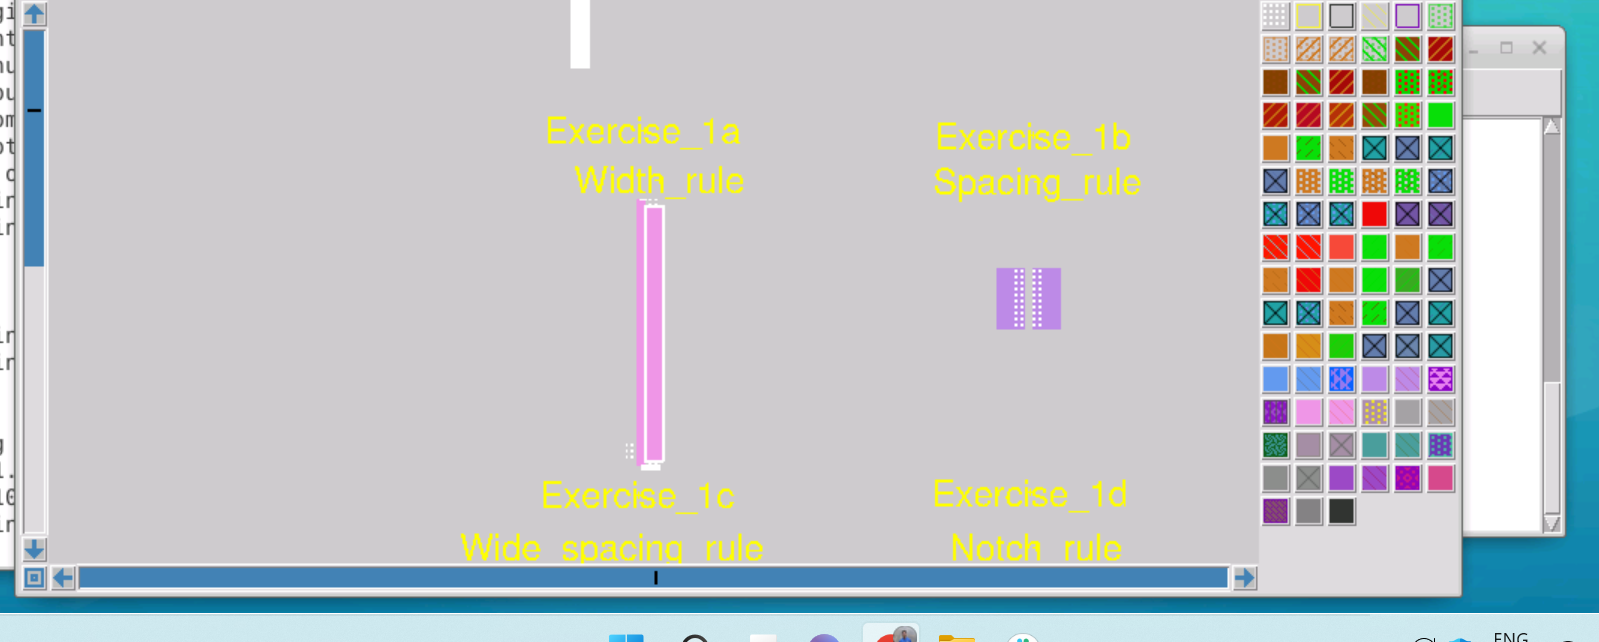 Exercise_1a
Width_rule
Exercise_1b
Spacing_rule
Exercise_1c
Wide_spacing_rule
Exercise_1d
Notch_rule
ENG